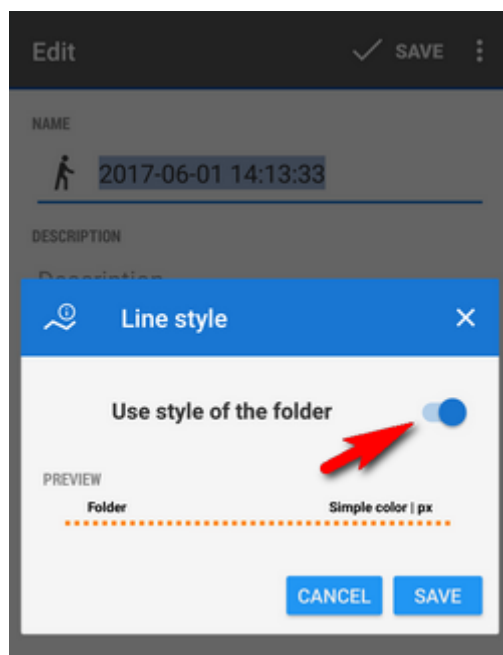 Edit SAVE
NAME
2017-06-01 14:13:33
DESCRIPTION
Description
Line style
Use style of the folder
PREVIEW
Folder Simple color | px
CANCEL SAVE